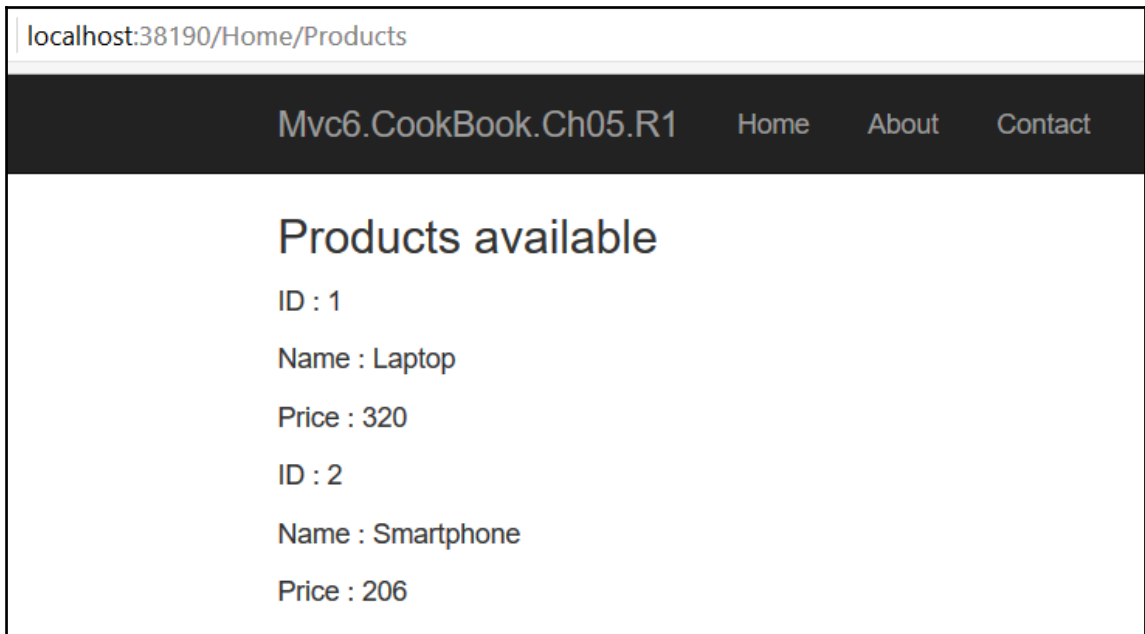 localhost:38190/Home/Products
Mvc6.CookBook.Ch05.R1 Home About Contact
Products available
ID : 1
Name : Laptop
Price : 320
ID : 2
Name : Smartphone
Price : 206